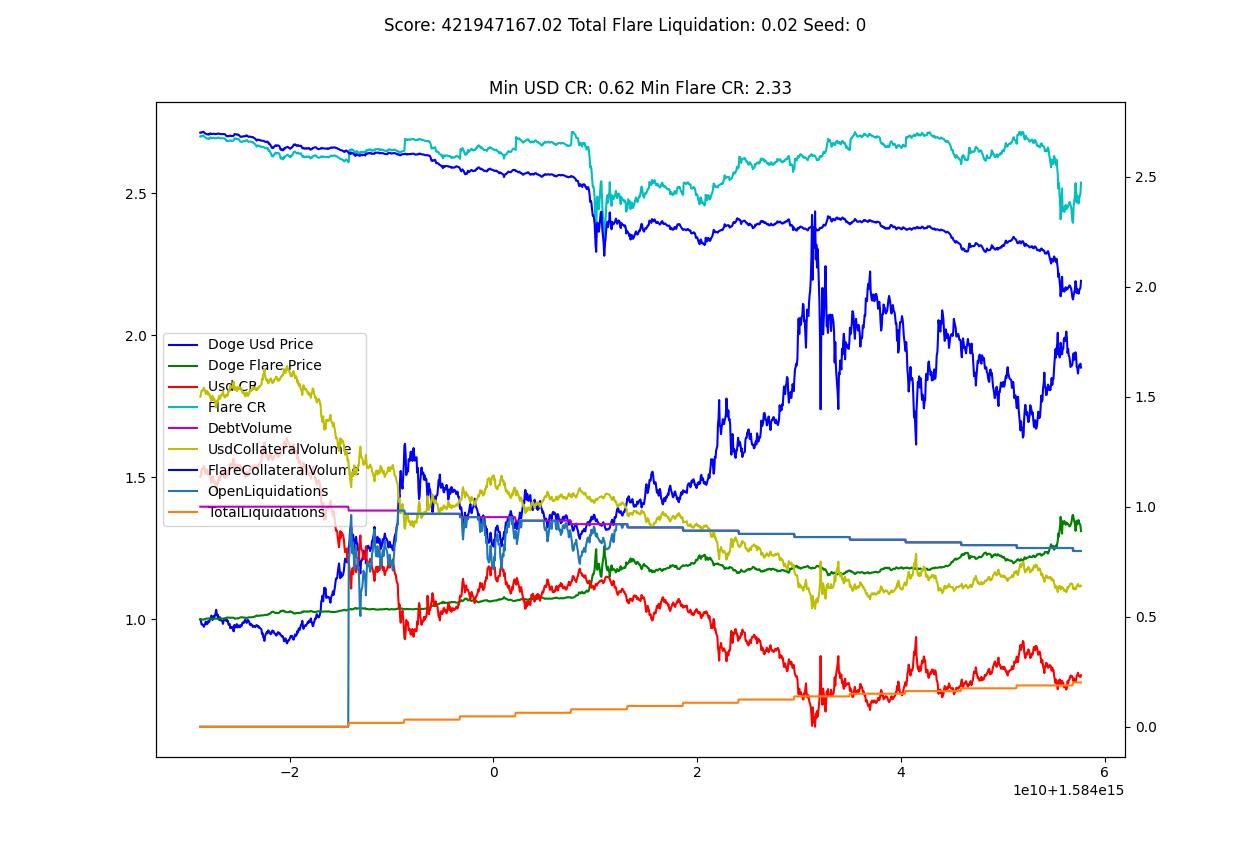 Score: 421947167.02 Total Flare Liquidation: 0.02 Seed: 0
Min USD CR: 0.62 Min Flare CR: 2.33
2.5
2.0
1.5
1.0
2.5
2.0
1.5
1.0
0.5
0.0
Doge Usd Price
Doge Flare Price
Usd CR
Flare CR
DebtVolume
UsdCollateralVolume
FlareCollateralVolume
OpenLiquidations
TotalLiquidations
−2
0
2
4
6
1e10+1.584e15